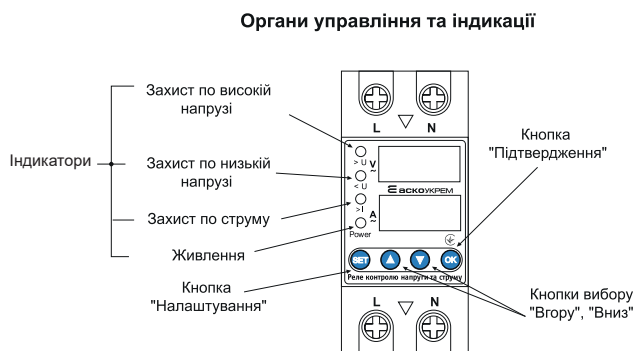 Органи управління та індикації
Індикатори
Захист по високій
напрузі
Захист по низькій
напрузі
Захист по струму
Живлення
Кнопка
"Налаштування"
L N
> U
V
~
< U
>I
A
~
Power
аскоУКРЕМ
SET
OK
Реле контролю напруги та струму
L N
Кнопка
"Підтвердження"
Кнопки вибору
"Вгору", "Вниз"